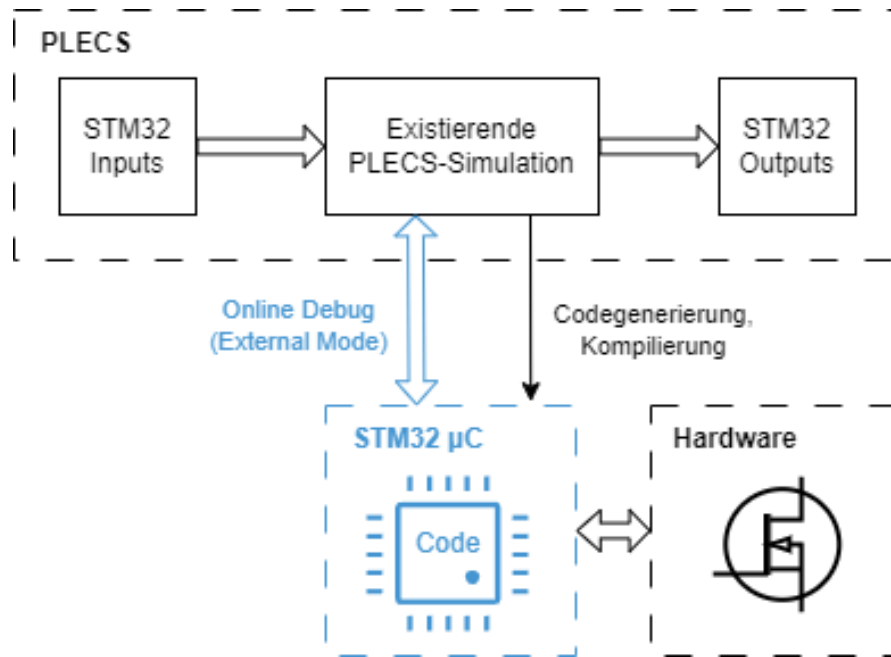 PLECS
STM32
Inputs
Existierende
PLECS-Simulation
STM32
Outputs
Online Debug
(External Mode)
Codegenerierung,
Kompilierung
STM32 µC
Code
Hardware